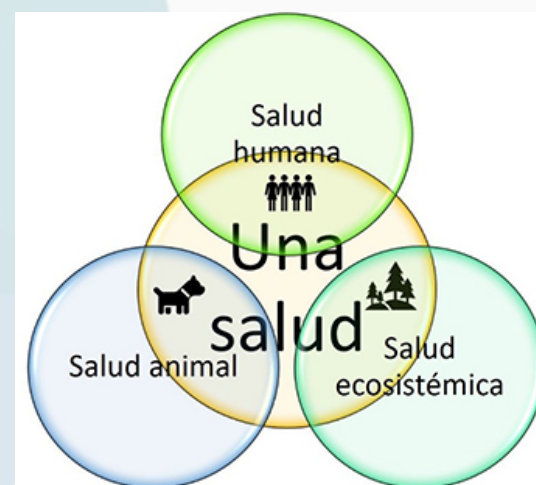 Salud
humana
Una
salud
Salud animal
Salud
ecosistémica